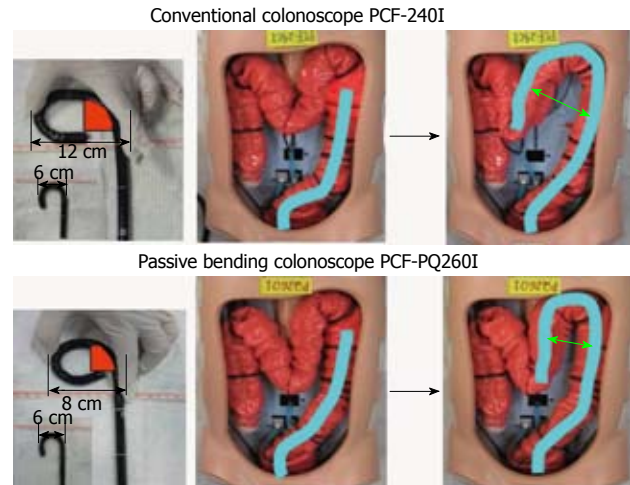 Conventional colonoscope PCF-240I
12 cm
6 cm
Passive bending colonoscope PCF-PQ260I
8 cm
6 cm